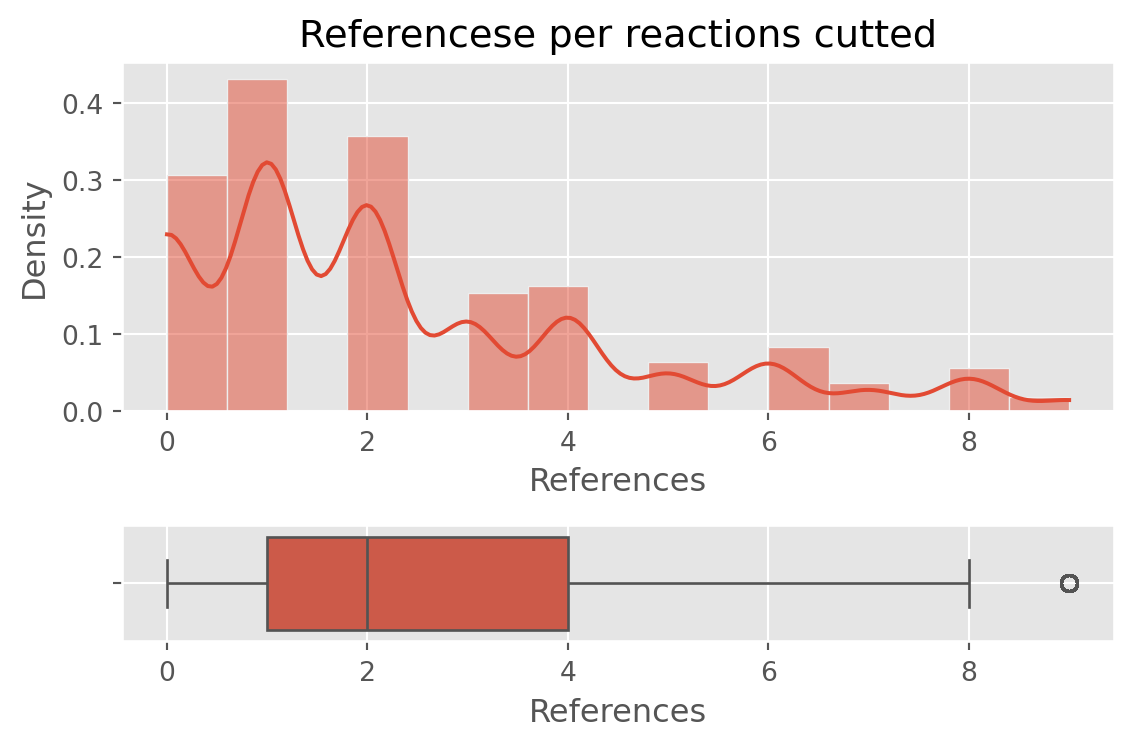 Referencese per reactions cutted
Density
0.4
0.3
0.2
0.1
0.0
0 2 4 6 8
References
0 2 4 6 8
References